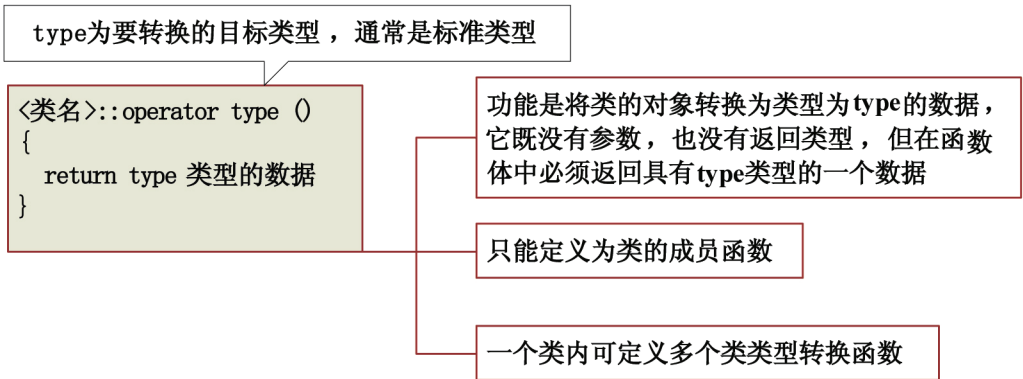 type为要转换的目标类型，通常是标准类型
<类名>::operator type ()
{
return type 类型的数据
}
功能是将类的对象转换为类型为type的数据，
它既没有参数，也没有返回类型，但在函数
体中必须返回具有type类型的一个数据
只能定义为类的成员函数
一个类内可定义多个类类型转换函数